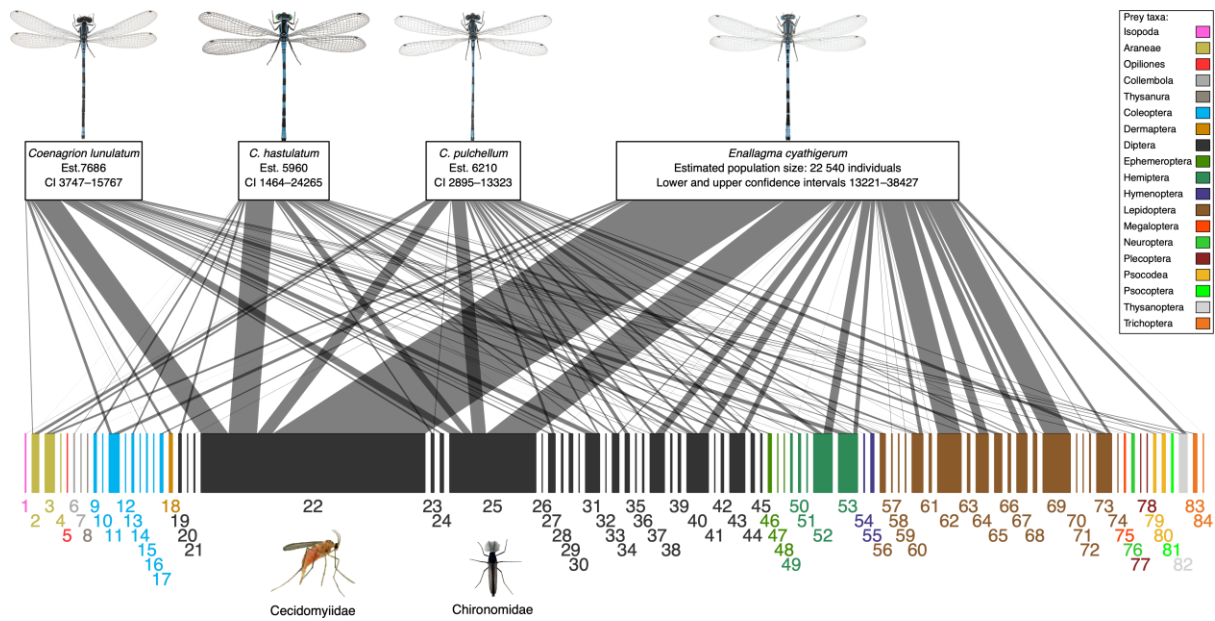 Coenagrion lunulatum
Est.7686
CI 3747–15767
C. hastulatum
Est. 5960
CI 1464–24265
C. pulchellum
Est. 6210
CI 2895–13323
Enallagma cyathigerum
Estimated population size: 22 540 individuals
Lower and upper confidence intervals 13221–38427
Prey taxa:
Isopoda
Araneae
Opiliones
Collembola
Thysanura
Coleoptera
Dermaptera
Diptera
Ephemeroptera
Hemiptera
Hymenoptera
Lepidoptera
Megaloptera
Neuroptera
Plecoptera
Psocodea
Psocoptera
Thysanoptera
Trichoptera
1 3 6 9 12 18 22 23 25 26 31 35 39 42 45 50 53 57 61 63 66 69 73 78 83
2 4 7 10 13 19 24 27 32 36 40 43 46 51 54 58 62 64 67 70 74 79 84
5 8 11 14 20 28 33 37 41 44 47 52 55 59 65 68 71 75 80
15 21 29 34 38 48 56 60 72 76 81
16 30 49 77 82
17
Cecidomyiidae
Chironomidae